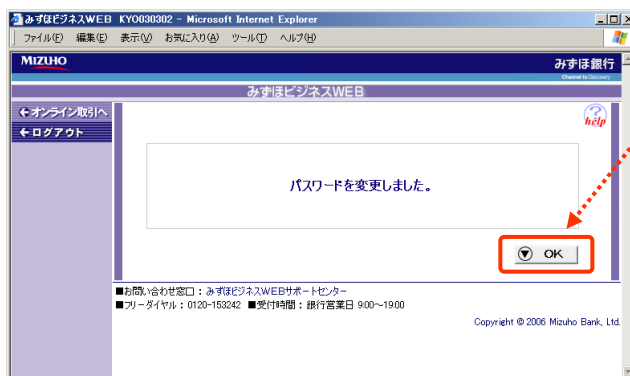 みずほビジネスWEB KYO030302 - Microsoft Internet Explorer
ファイル(F) 編集(E) 表示(V) お気に入り(A) ツール(T) ヘルプ(H)
MIZUHO みずほ銀行
Channel to Discovery
みずほビジネスWEB
←オンライン取引へ
←ログアウト
help
パスワードを変更しました。
OK
■お問い合わせ窓口:みずほビジネスWEBサポートセンター
■フリーダイヤル:0120-153242 ■受付時間:銀行営業日 9:00~19:00
Copyright © 2006 Mizuho Bank, Ltd.